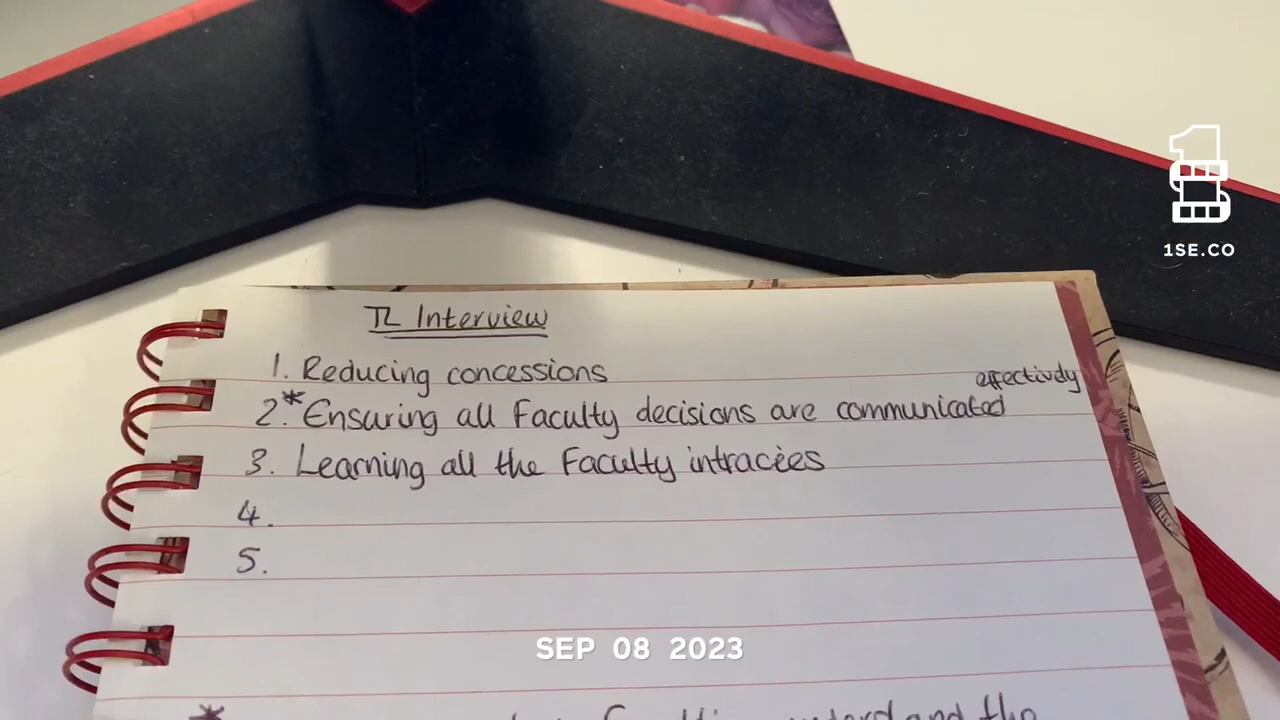 TL Interview
1. Reducing concessions
effectively
2.* Ensuring all Faculty decisions are communicated
3. Learning all the Faculty intracies
4.
5.
*
the
1SE.CO
SEP 08 2023